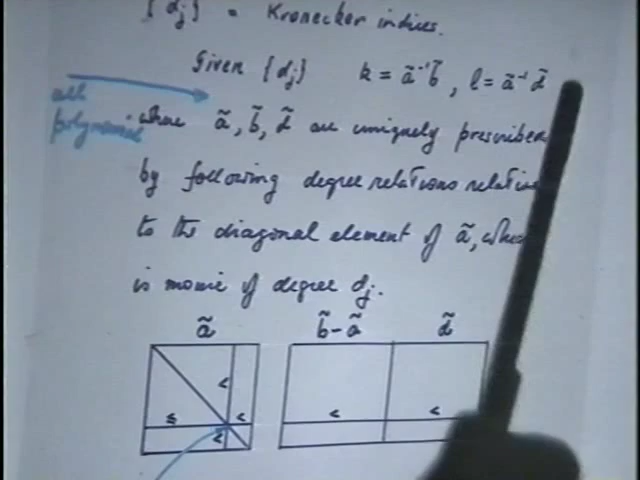 {dj} = Kronecker indices.
Given {dj} k = ã⁻¹b̃, l = ã⁻¹d̃
all polynomial
where ã, b̃, d̃ are uniquely prescribed
by following degree relations
to the diagonal element of ã, which
is monic of degree dj.
ã b̃-ã d̃
<
≤ < < <
<